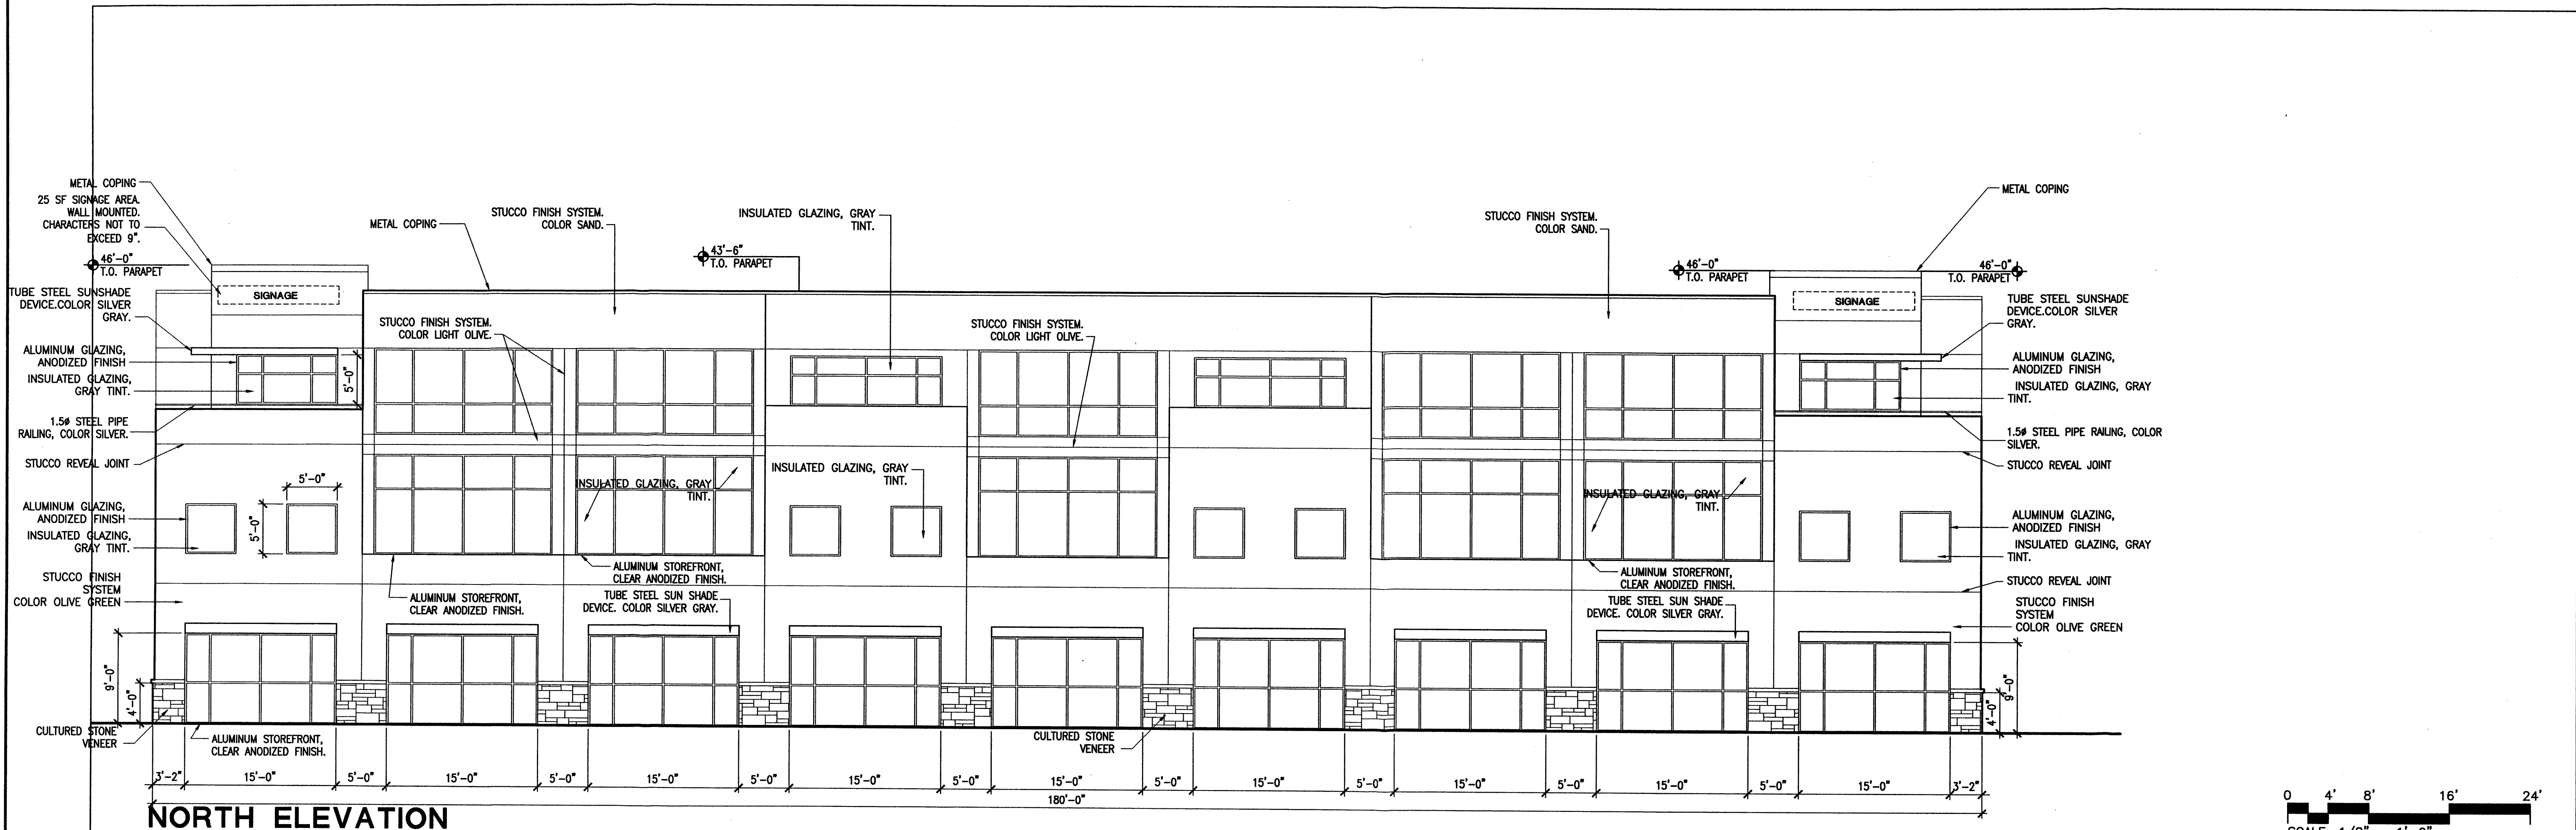 METAL COPING
25 SF SIGNAGE AREA.
WALL MOUNTED.
CHARACTERS NOT TO
EXCEED 9".
46'-0"
T.O. PARAPET
TUBE STEEL SUNSHADE
DEVICE.COLOR SILVER
GRAY.
ALUMINUM GLAZING,
ANODIZED FINISH
INSULATED GLAZING,
GRAY TINT.
1.5ø STEEL PIPE
RAILING, COLOR SILVER.
STUCCO REVEAL JOINT
ALUMINUM GLAZING,
ANODIZED FINISH
INSULATED GLAZING,
GRAY TINT.
STUCCO FINISH
SYSTEM
COLOR OLIVE GREEN
9'-0"
4'-0"
CULTURED STONE
VENEER
ALUMINUM STOREFRONT,
CLEAR ANODIZED FINISH.
SIGNAGE
5'-0"
5'-0"
5'-0"
METAL COPING
STUCCO FINISH SYSTEM.
COLOR SAND.
STUCCO FINISH SYSTEM.
COLOR LIGHT OLIVE.
43'-6"
T.O. PARAPET
INSULATED GLAZING, GRAY
TINT.
STUCCO FINISH SYSTEM.
COLOR LIGHT OLIVE.
INSULATED GLAZING, GRAY
TINT.
INSULATED GLAZING, GRAY
TINT.
ALUMINUM STOREFRONT,
CLEAR ANODIZED FINISH.
ALUMINUM STOREFRONT,
CLEAR ANODIZED FINISH.
TUBE STEEL SUN SHADE
DEVICE. COLOR SILVER GRAY.
CULTURED STONE
VENEER
STUCCO FINISH SYSTEM.
COLOR SAND.
46'-0"
T.O. PARAPET
46'-0"
T.O. PARAPET
METAL COPING
SIGNAGE
TUBE STEEL SUNSHADE
DEVICE.COLOR SILVER
GRAY.
ALUMINUM GLAZING,
ANODIZED FINISH
INSULATED GLAZING, GRAY
TINT.
1.5ø STEEL PIPE RAILING, COLOR
SILVER.
STUCCO REVEAL JOINT
INSULATED GLAZING, GRAY
TINT.
ALUMINUM GLAZING,
ANODIZED FINISH
INSULATED GLAZING, GRAY
TINT.
ALUMINUM STOREFRONT,
CLEAR ANODIZED FINISH.
TUBE STEEL SUN SHADE
DEVICE. COLOR SILVER GRAY.
STUCCO REVEAL JOINT
STUCCO FINISH
SYSTEM
COLOR OLIVE GREEN
4'-0"
9'-0"
3'-2" 15'-0" 5'-0" 15'-0" 5'-0" 15'-0" 5'-0" 15'-0" 5'-0" 15'-0" 5'-0" 15'-0" 5'-0" 15'-0" 5'-0" 15'-0" 5'-0" 15'-0" 3'-2"
180'-0"
NORTH ELEVATION
0 4' 8' 16' 24'